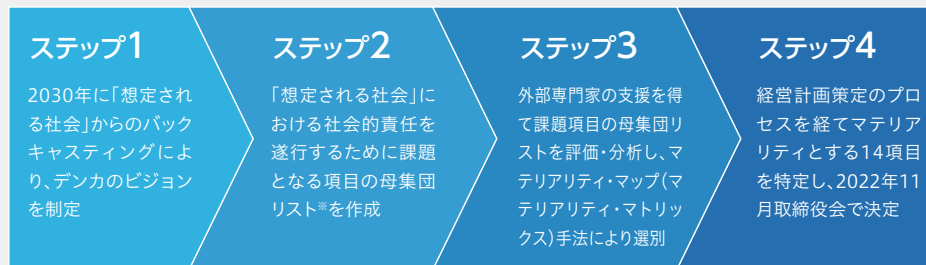 ステップ1
2030年に「想定され
る社会」からのバック
キャスティングによ
り、デンカのビジョン
を制定
ステップ2
「想定される社会」に
おける社会的責任を
遂行するために課題
となる項目の母集団
リスト※を作成
ステップ3
外部専門家の支援を得
て課題項目の母集団リ
ストを評価・分析し、マ
テリアリティ・マップ(マ
テリアリティ・マトリッ
クス)手法により選別
ステップ4
経営計画策定のプロ
セスを経てマテリア
リティとする14項目
を特定し、2022年11
月取締役会で決定